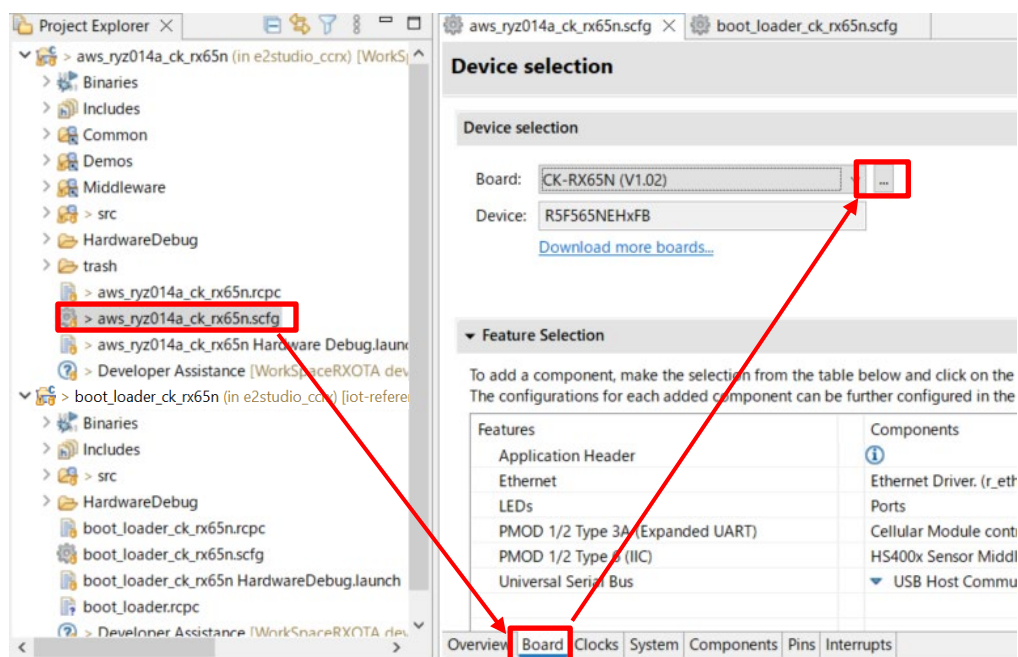 Project Explorer
> aws_ryz014a_ck_rx65n (in e2studio_ccrx) [WorkS
Binaries
Includes
Common
Demos
Middleware
> src
HardwareDebug
trash
> aws_ryz014a_ck_rx65n.rcpc
> aws_ryz014a_ck_rx65n.scfg
> aws_ryz014a_ck_rx65n Hardware Debug.laun
> Developer Assistance [WorkSpaceRXOTA dev
> boot_loader_ck_rx65n (in e2studio_ccrx) [iot-refere
Binaries
Includes
> src
HardwareDebug
boot_loader_ck_rx65n.rcpc
boot_loader_ck_rx65n.scfg
boot_loader_ck_rx65n HardwareDebug.launch
boot_loader.rcpc
> Developer Assistance [WorkSpaceRXOTA dev
aws_ryz014a_ck_rx65n.scfg
boot_loader_ck_rx65n.scfg
Device selection
Device selection
Board: CK-RX65N (V1.02) ...
Device: R5F565NEHxFB
Download more boards...
Feature Selection
To add a component, make the selection from the table below and click on the
The configurations for each added component can be further configured in the
Features Components
Application Header
Ethernet Ethernet Driver. (r_eth
LEDs Ports
PMOD 1/2 Type 3A (Expanded UART) Cellular Module contr
PMOD 1/2 Type 6 (IIC) HS400x Sensor Middl
Universal Serial Bus USB Host Commu
Overview Board Clocks System Components Pins Interrupts